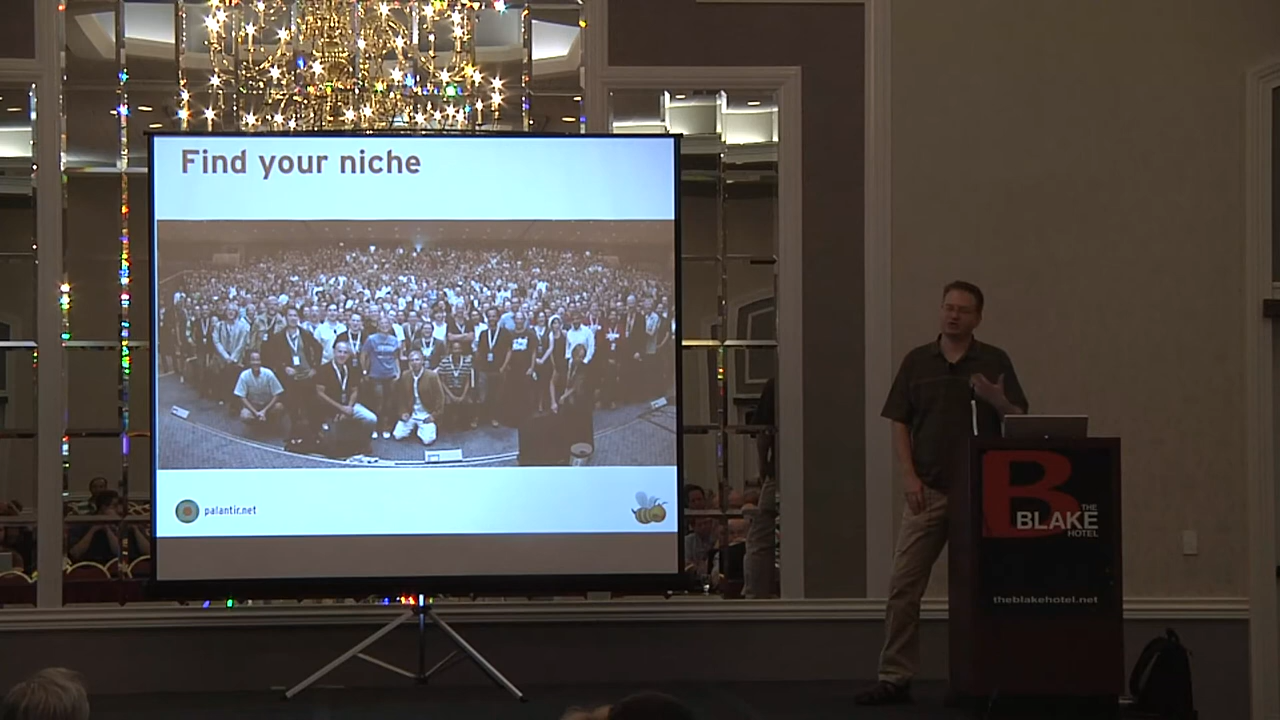 Find your niche
palantir.net
B
THE
BLAKE
HOTEL
theblakehotel.net